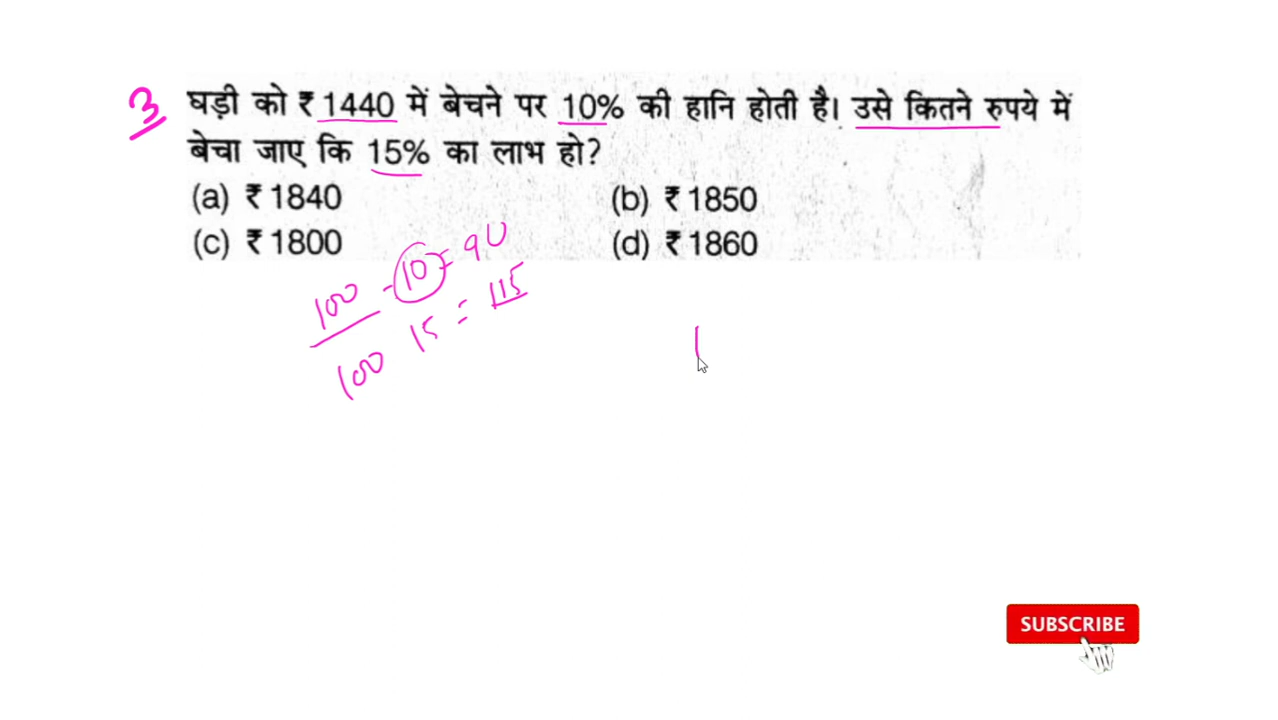 3 घड़ी को ₹ 1440 में बेचने पर 10% की हानि होती है। उसे कितने रुपये में
बेचा जाए कि 15% का लाभ हो?
(a) ₹ 1840 (b) ₹ 1850
(c) ₹ 1800 (d) ₹ 1860
100 - 10 = 90
100 15 = 115
SUBSCRIBE